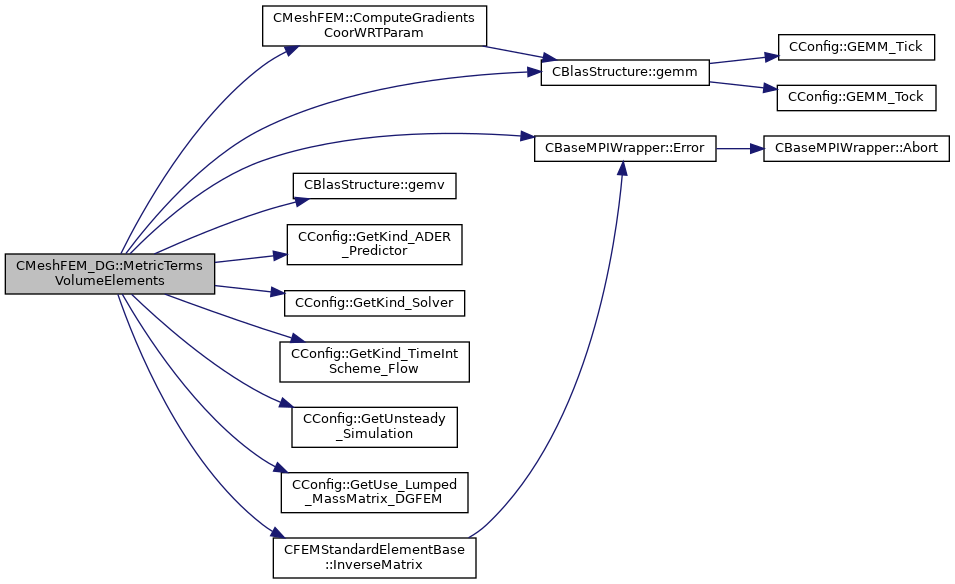 CMeshFEM_DG::MetricTerms
VolumeElements
CMeshFEM::ComputeGradients
CoorWRTParam
CBlasStructure::gemm
CConfig::GEMM_Tick
CConfig::GEMM_Tock
CBaseMPIWrapper::Error
CBaseMPIWrapper::Abort
CBlasStructure::gemv
CConfig::GetKind_ADER
_Predictor
CConfig::GetKind_Solver
CConfig::GetKind_TimeInt
Scheme_Flow
CConfig::GetUnsteady
_Simulation
CConfig::GetUse_Lumped
_MassMatrix_DGFEM
CFEMStandardElementBase
::InverseMatrix